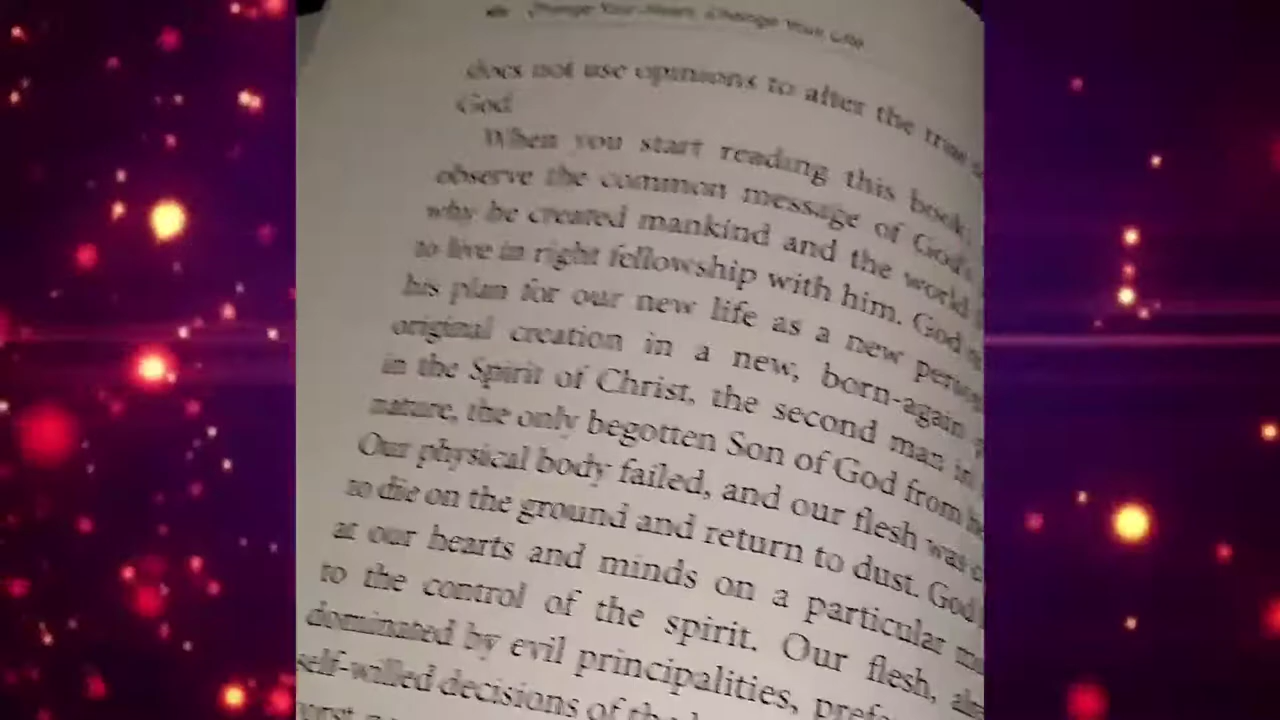 Change Your Heart, Change Your Life
does not use opinions to alter the true
God.
When you start reading this book,
observe the common message of God's
why he created mankind and the world
to live in right fellowship with him. God
his plan for our new life as a new person
original creation in a new, born-again
in the Spirit of Christ, the second man in
nature, the only begotten Son of God from
Our physical body failed, and our flesh was
to die on the ground and return to dust. God
at our hearts and minds on a particular
to the control of the spirit. Our flesh,
dominated by evil principalities,
self-willed decisions of